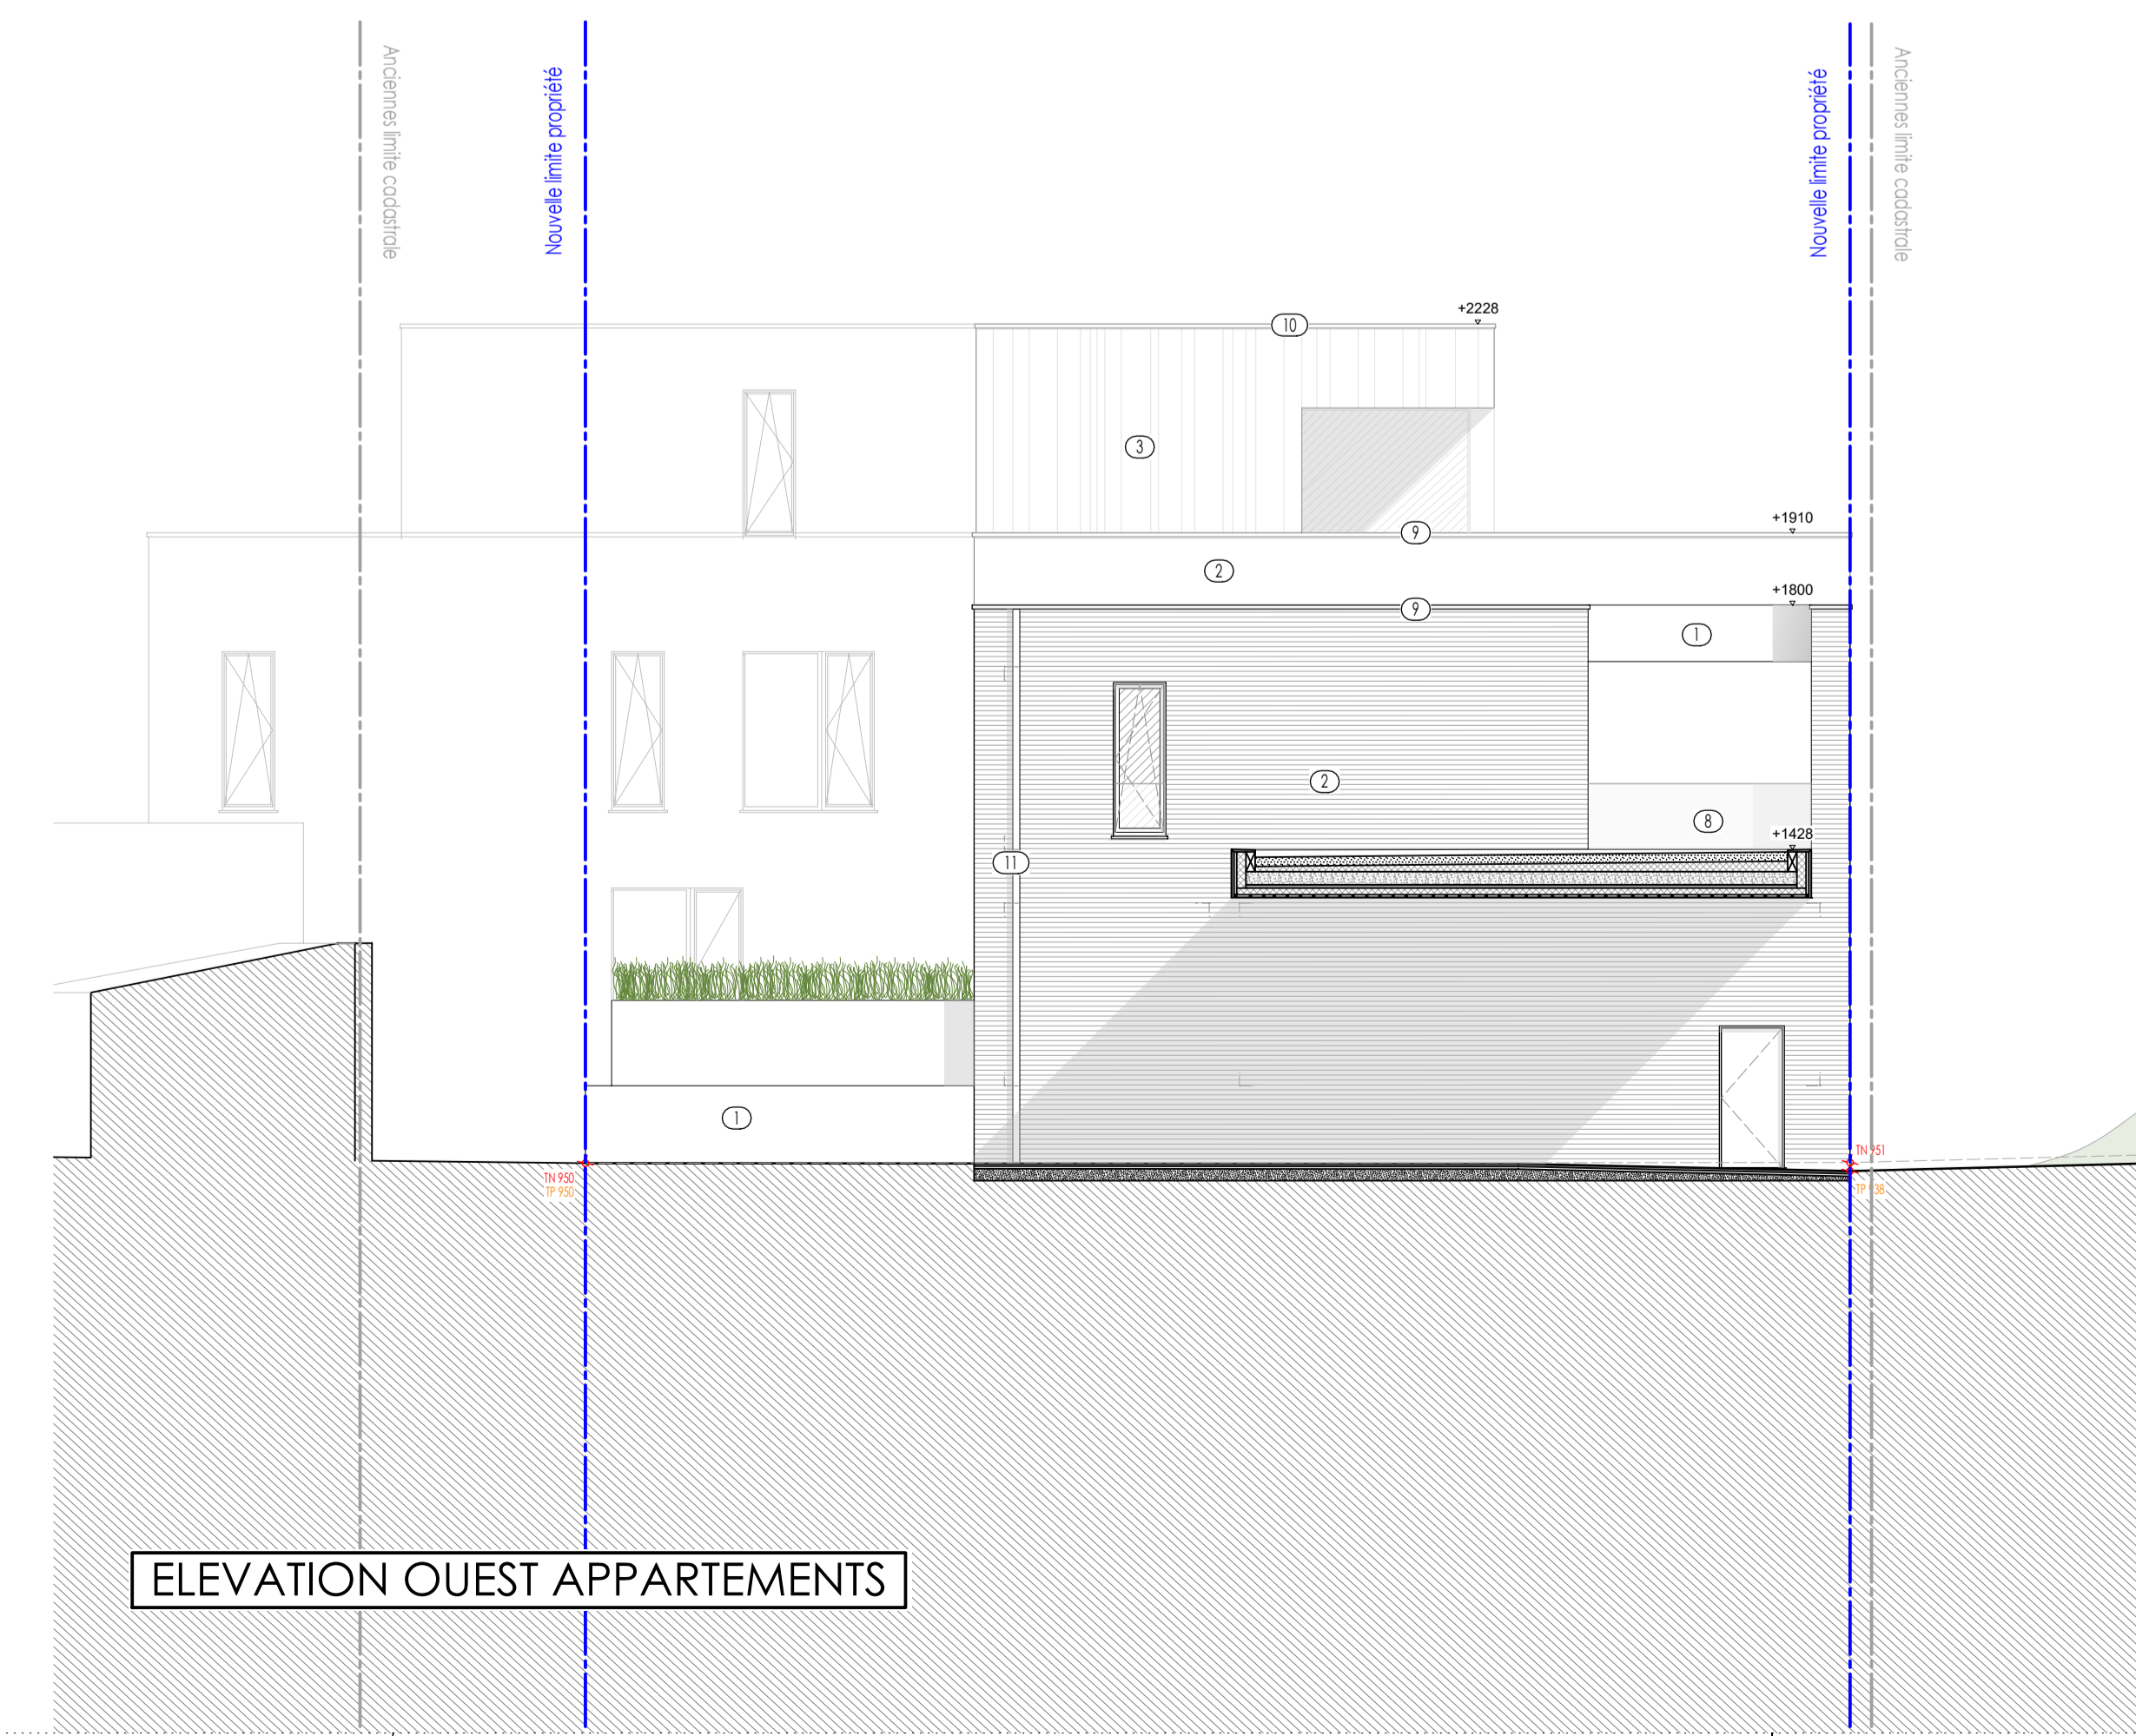 Anciennes limite cadastrale
Nouvelle limite propriété
Nouvelle limite propriété
Anciennes limite cadastrale
+2228
10
3
+1910
9
2
+1800
9
1
2
8
+1428
11
1
TN 951
TN 950
TP 950
ELEVATION OUEST APPARTEMENTS